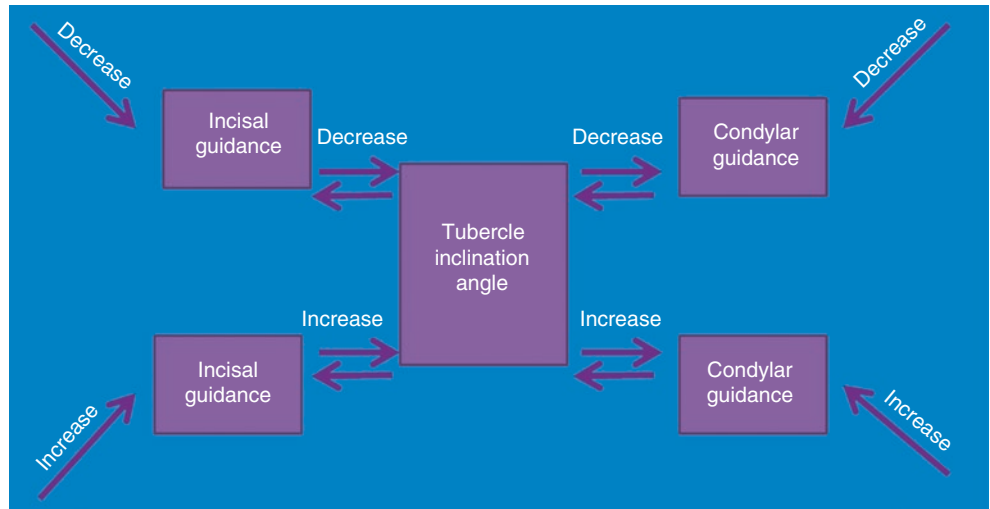 Decrease
Decrease
Incisal
guidance
Decrease
Decrease
Condylar
guidance
Tubercle
inclination
angle
Increase
Increase
Incisal
guidance
Condylar
guidance
Increase
Increase